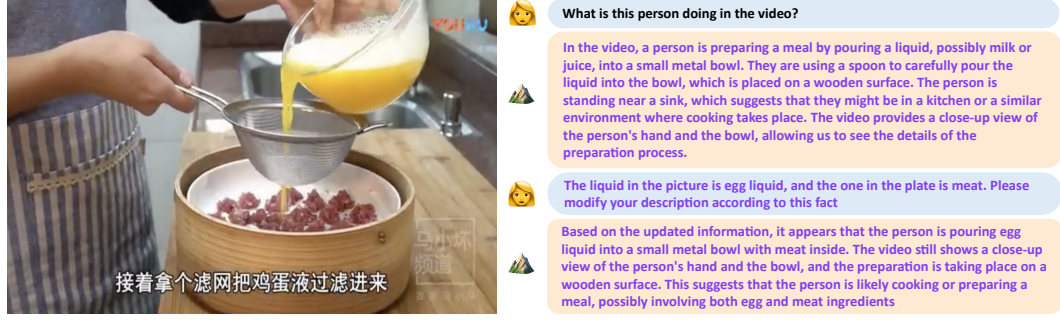 YOUKU
马小坏
频道
接着拿个滤网把鸡蛋液过滤进来
What is this person doing in the video?
In the video, a person is preparing a meal by pouring a liquid, possibly milk or
juice, into a small metal bowl. They are using a spoon to carefully pour the
liquid into the bowl, which is placed on a wooden surface. The person is
standing near a sink, which suggests that they might be in a kitchen or a similar
environment where cooking takes place. The video provides a close-up view of
the person's hand and the bowl, allowing us to see the details of the
preparation process.
The liquid in the picture is egg liquid, and the one in the plate is meat. Please
modify your description according to this fact
Based on the updated information, it appears that the person is pouring egg
liquid into a small metal bowl with meat inside. The video still shows a close-up
view of the person's hand and the bowl, and the preparation is taking place on a
wooden surface. This suggests that the person is likely cooking or preparing a
meal, possibly involving both egg and meat ingredients